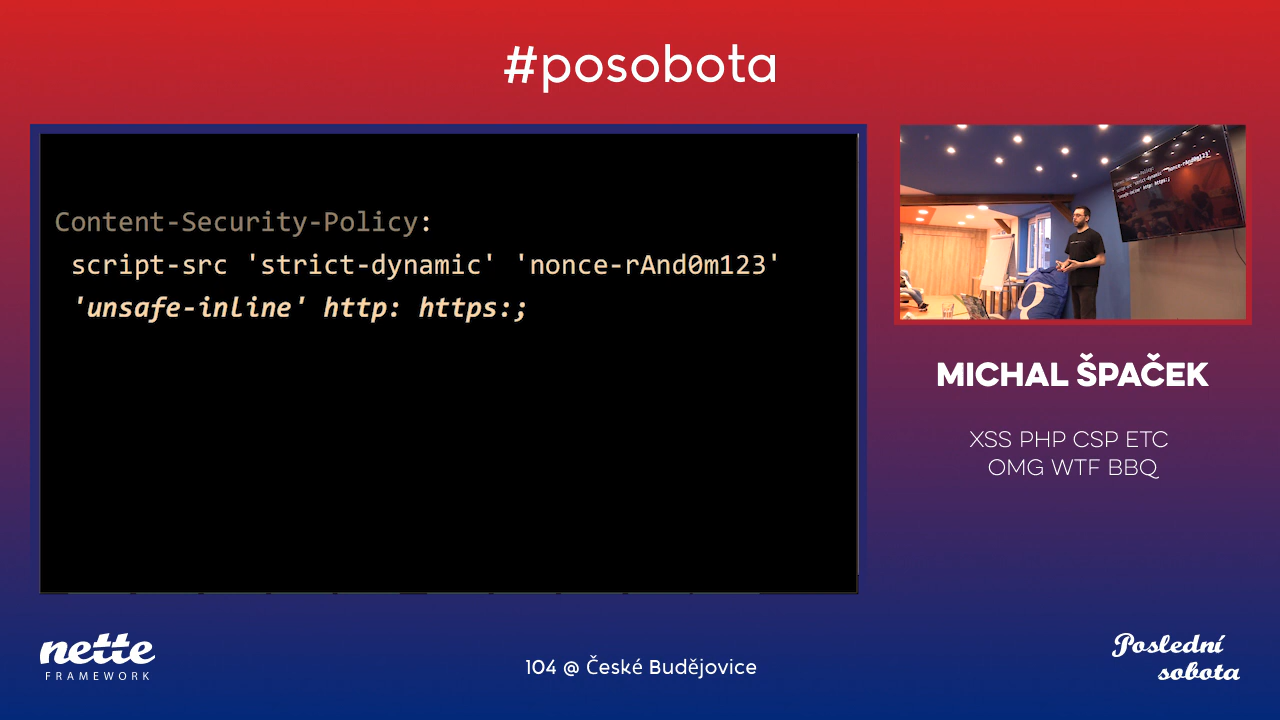 #posobota
Content-Security-Policy:
script-src 'strict-dynamic' 'nonce-rAnd0m123'
'unsafe-inline' http: https:;
MICHAL ŠPAČEK
XSS PHP CSP ETC
OMG WTF BBQ
nette
FRAMEWORK
104 @ České Budějovice
Poslední
sobota